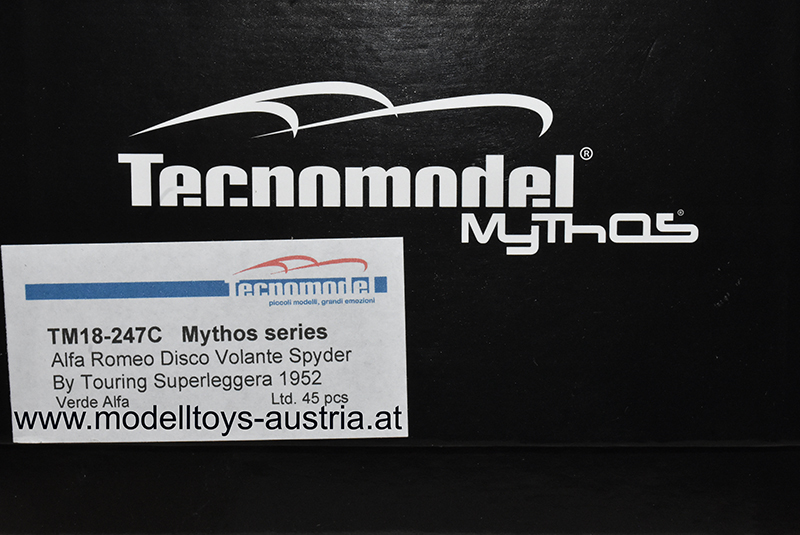 Tecnomodel®
MyThos®
Tecnomodel
piccoli modelli, grandi emozioni
TM18-247C Mythos series
Alfa Romeo Disco Volante Spyder
By Touring Superleggera 1952
Verde Alfa Ltd. 45 pcs
www.modelltoys-austria.at